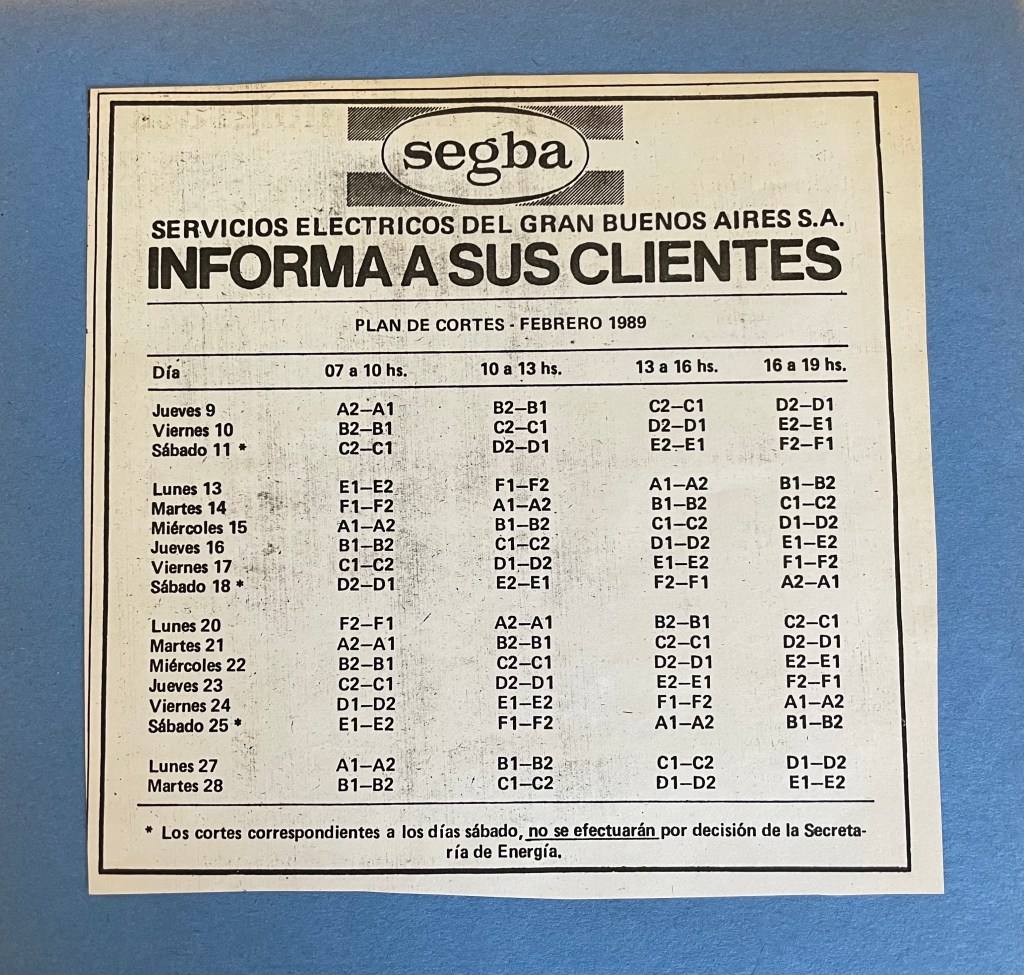 segba
SERVICIOS ELECTRICOS DEL GRAN BUENOS AIRES S.A.
INFORMA A SUS CLIENTES
PLAN DE CORTES - FEBRERO 1989
Día 07 a 10 hs. 10 a 13 hs. 13 a 16 hs. 16 a 19 hs.
Jueves 9 A2–A1 B2–B1 C2–C1 D2–D1
Viernes 10 B2–B1 C2–C1 D2–D1 E2–E1
Sábado 11 * C2–C1 D2–D1 E2–E1 F2–F1
Lunes 13 E1–E2 F1–F2 A1–A2 B1–B2
Martes 14 F1–F2 A1–A2 B1–B2 C1–C2
Miércoles 15 A1–A2 B1–B2 C1–C2 D1–D2
Jueves 16 B1–B2 C1–C2 D1–D2 E1–E2
Viernes 17 C1–C2 D1–D2 E1–E2 F1–F2
Sábado 18 * D2–D1 E2–E1 F2–F1 A2–A1
Lunes 20 F2–F1 A2–A1 B2–B1 C2–C1
Martes 21 A2–A1 B2–B1 C2–C1 D2–D1
Miércoles 22 B2–B1 C2–C1 D2–D1 E2–E1
Jueves 23 C2–C1 D2–D1 E2–E1 F2–F1
Viernes 24 D1–D2 E1–E2 F1–F2 A1–A2
Sábado 25 * E1–E2 F1–F2 A1–A2 B1–B2
Lunes 27 A1–A2 B1–B2 C1–C2 D1–D2
Martes 28 B1–B2 C1–C2 D1–D2 E1–E2
* Los cortes correspondientes a los días sábado, no se efectuarán por decisión de la Secreta-
ría de Energía.